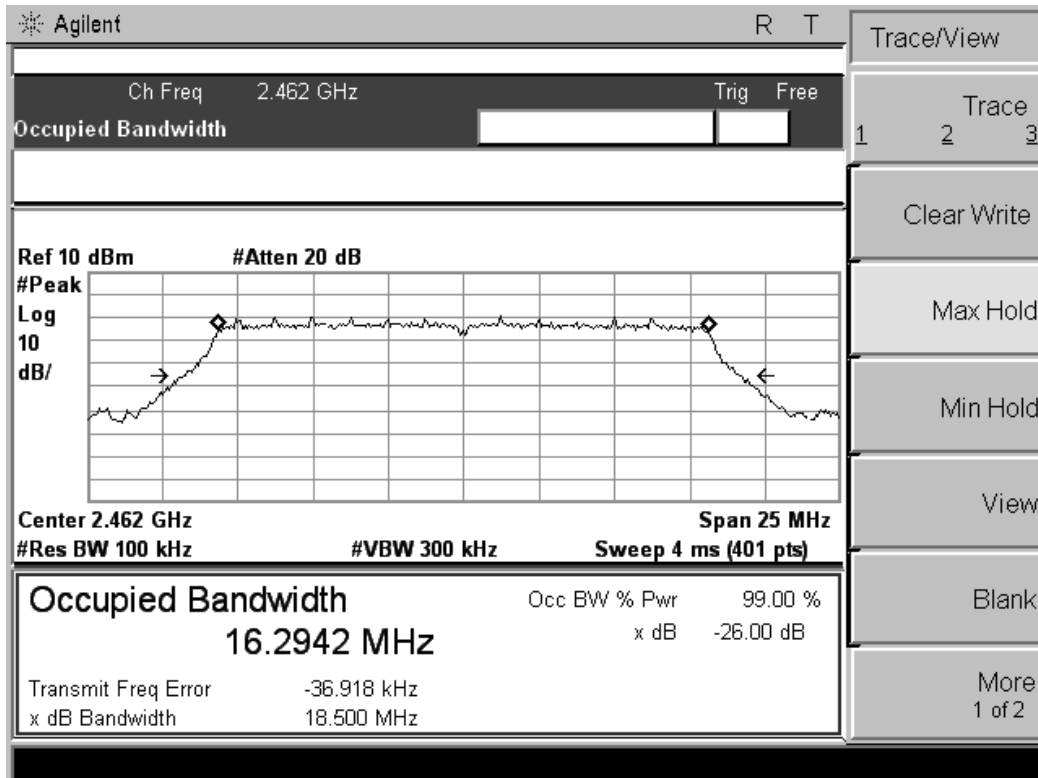 Agilent R T
Trace/View
Ch Freq 2.462 GHz Trig Free
Occupied Bandwidth
Trace
1 2 3
Clear Write
Ref 10 dBm #Atten 20 dB
#Peak
Log
10
dB/
Max Hold
Min Hold
View
Center 2.462 GHz Span 25 MHz
#Res BW 100 kHz #VBW 300 kHz Sweep 4 ms (401 pts)
Occupied Bandwidth Occ BW % Pwr 99.00 %
16.2942 MHz x dB -26.00 dB
Transmit Freq Error -36.918 kHz
x dB Bandwidth 18.500 MHz
Blank
More
1 of 2